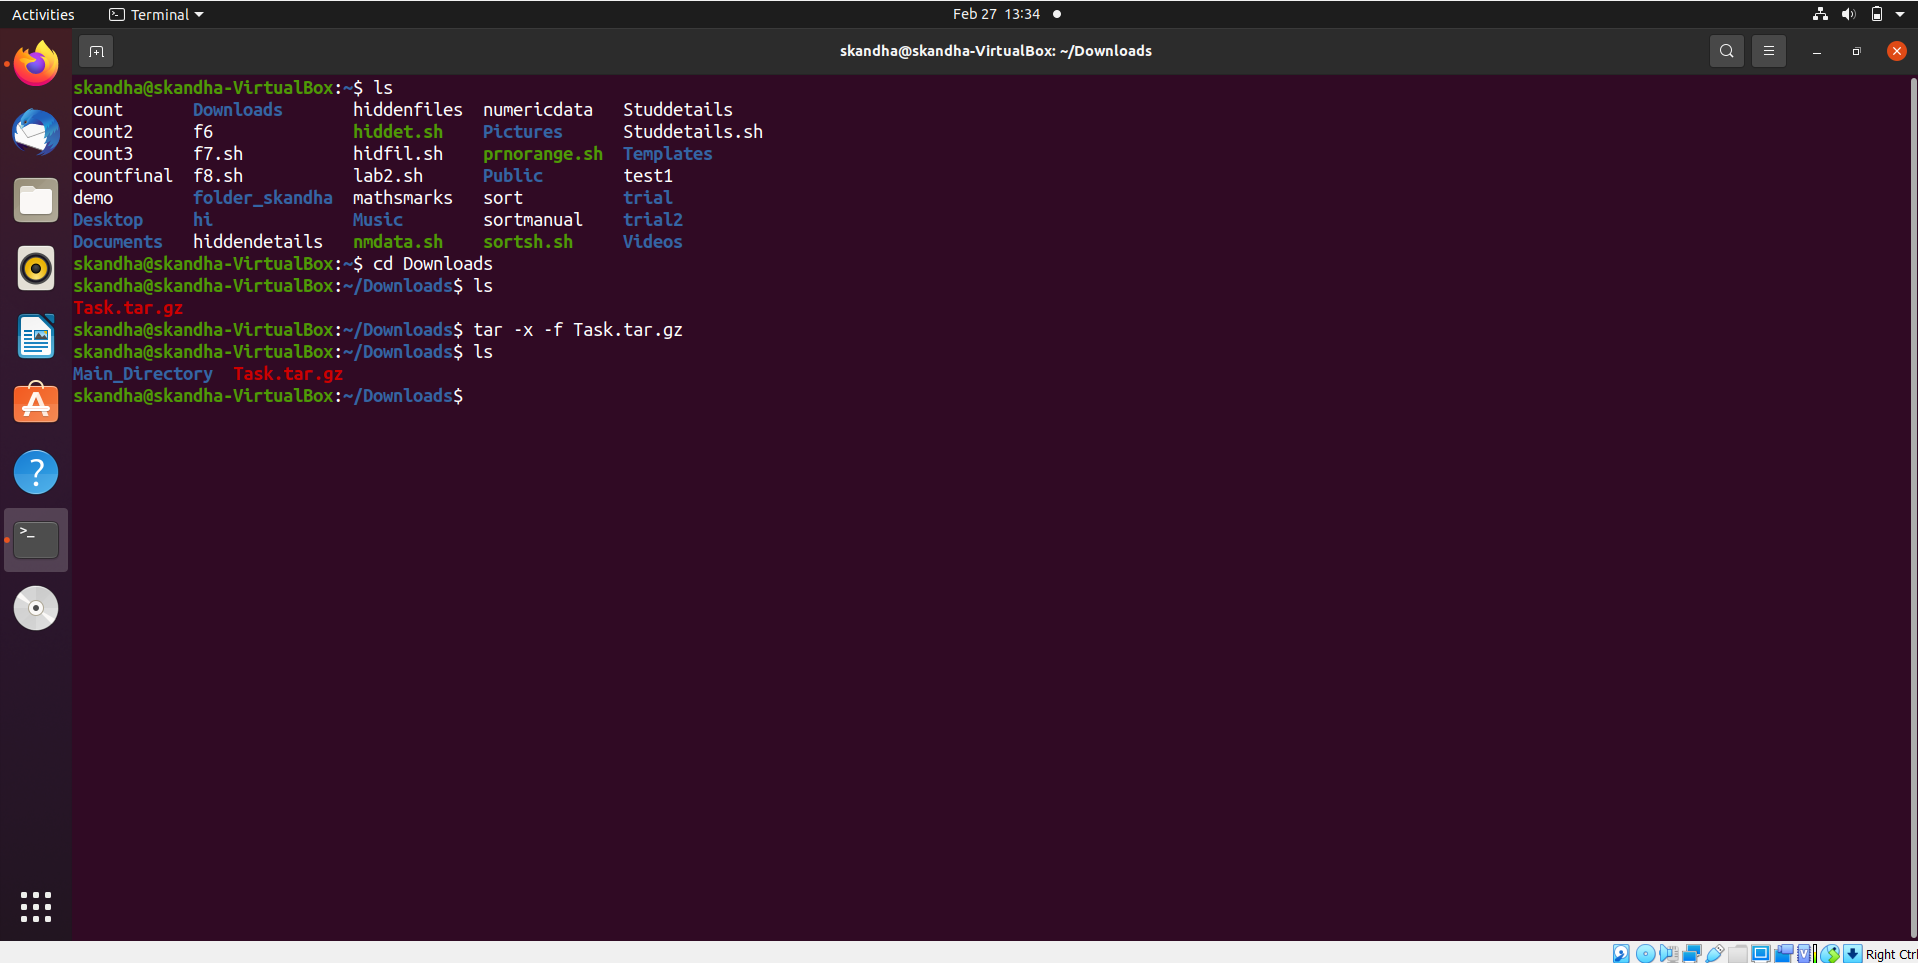 Activities Terminal Feb 27 13:34
skandha@skandha-VirtualBox: ~/Downloads
skandha@skandha-VirtualBox:~$ ls
count Downloads hiddenfiles numericdata Studdetails
count2 f6 hiddet.sh Pictures Studdetails.sh
count3 f7.sh hidfil.sh prnorange.sh Templates
countfinal f8.sh lab2.sh Public test1
demo folder_skandha mathsmarks sort trial
Desktop hi Music sortmanual trial2
Documents hiddendetails nmdata.sh sortsh.sh Videos
skandha@skandha-VirtualBox:~$ cd Downloads
skandha@skandha-VirtualBox:~/Downloads$ ls
Task.tar.gz
skandha@skandha-VirtualBox:~/Downloads$ tar -x -f Task.tar.gz
skandha@skandha-VirtualBox:~/Downloads$ ls
Main_Directory Task.tar.gz
skandha@skandha-VirtualBox:~/Downloads$
Right Ctrl